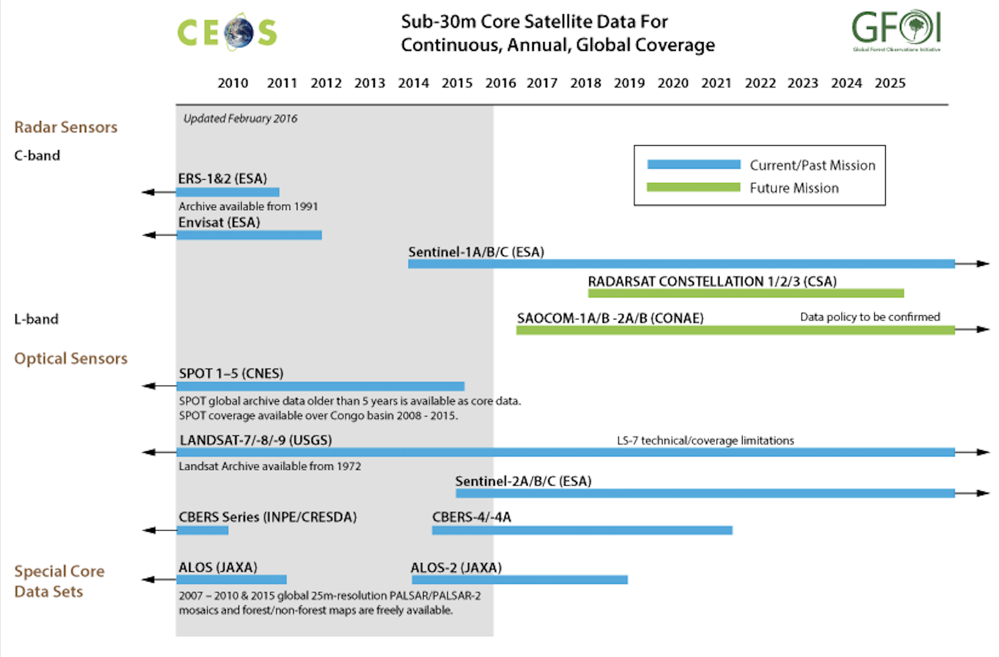 CEOS
Sub-30m Core Satellite Data For
Continuous, Annual, Global Coverage
GFOI
Global Forest Observations Initiative
2010 2011 2012 2013 2014 2015 2016 2017 2018 2019 2020 2021 2022 2023 2024 2025
Updated February 2016
Radar Sensors
C-band
Current/Past Mission
Future Mission
ERS-1&2 (ESA)
Archive available from 1991
Envisat (ESA)
Sentinel-1A/B/C (ESA)
RADARSAT CONSTELLATION 1/2/3 (CSA)
L-band
SAOCOM-1A/B -2A/B (CONAE)
Data policy to be confirmed
Optical Sensors
SPOT 1–5 (CNES)
SPOT global archive data older than 5 years is available as core data.
SPOT coverage available over Congo basin 2008 - 2015.
LANDSAT-7/-8/-9 (USGS)
LS-7 technical/coverage limitations
Landsat Archive available from 1972
Sentinel-2A/B/C (ESA)
CBERS Series (INPE/CRESDA)
CBERS-4/-4A
Special Core
Data Sets
ALOS (JAXA)
ALOS-2 (JAXA)
2007 – 2010 & 2015 global 25m-resolution PALSAR/PALSAR-2
mosaics and forest/non-forest maps are freely available.